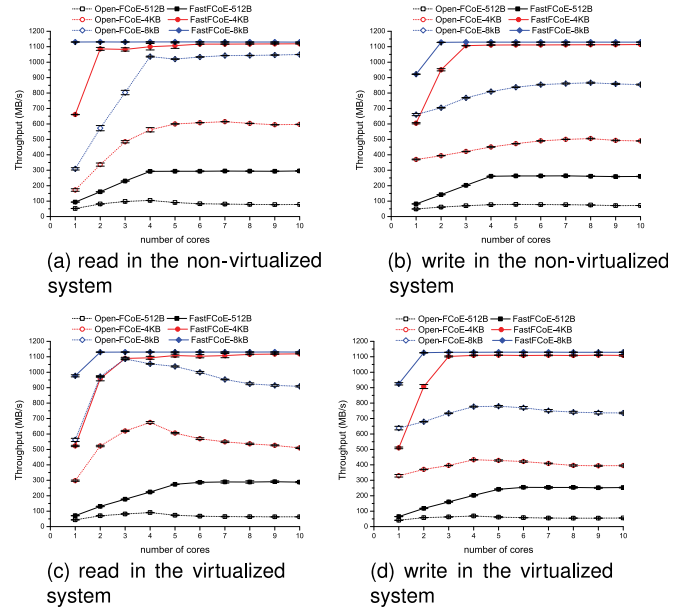 Open-FCoE-512B FastFCoE-512B
Open-FCoE-4KB FastFCoE-4KB
Open-FCoE-8kB FastFCoE-8kB
Throughput (MB/s)
1200
1100
1000
900
800
700
600
500
400
300
200
100
0
0 1 2 3 4 5 6 7 8 9 10
number of cores
(a) read in the non-virtualized
system
Open-FCoE-512B FastFCoE-512B
Open-FCoE-4KB FastFCoE-4KB
Open-FCoE-8kB FastFCoE-8kB
Throughput (MB/s)
1200
1100
1000
900
800
700
600
500
400
300
200
100
0
0 1 2 3 4 5 6 7 8 9 10
number of cores
(b) write in the non-virtualized
system
Open-FCoE-512B FastFCoE-512B
Open-FCoE-4KB FastFCoE-4KB
Open-FCoE-8kB FastFCoE-8kB
Throughput (MB/s)
1200
1100
1000
900
800
700
600
500
400
300
200
100
0
0 1 2 3 4 5 6 7 8 9 10
number of cores
(c) read in the virtualized
system
Open-FCoE-512B FastFCoE-512B
Open-FCoE-4KB FastFCoE-4KB
Open-FCoE-8kB FastFCoE-8kB
Throughput (MB/s)
1200
1100
1000
900
800
700
600
500
400
300
200
100
0
0 1 2 3 4 5 6 7 8 9 10
number of cores
(d) write in the virtualized
system